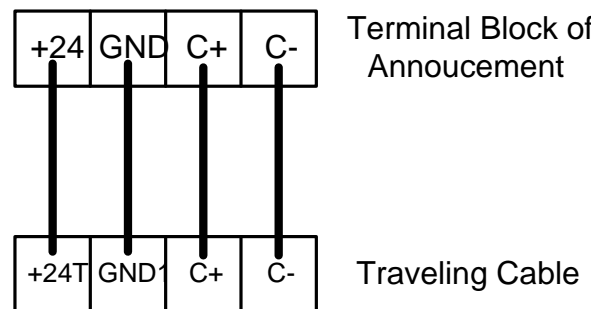 +24 GND C+ C-
Terminal Block of
Annoucement
+24T GND1 C+ C-
Traveling Cable